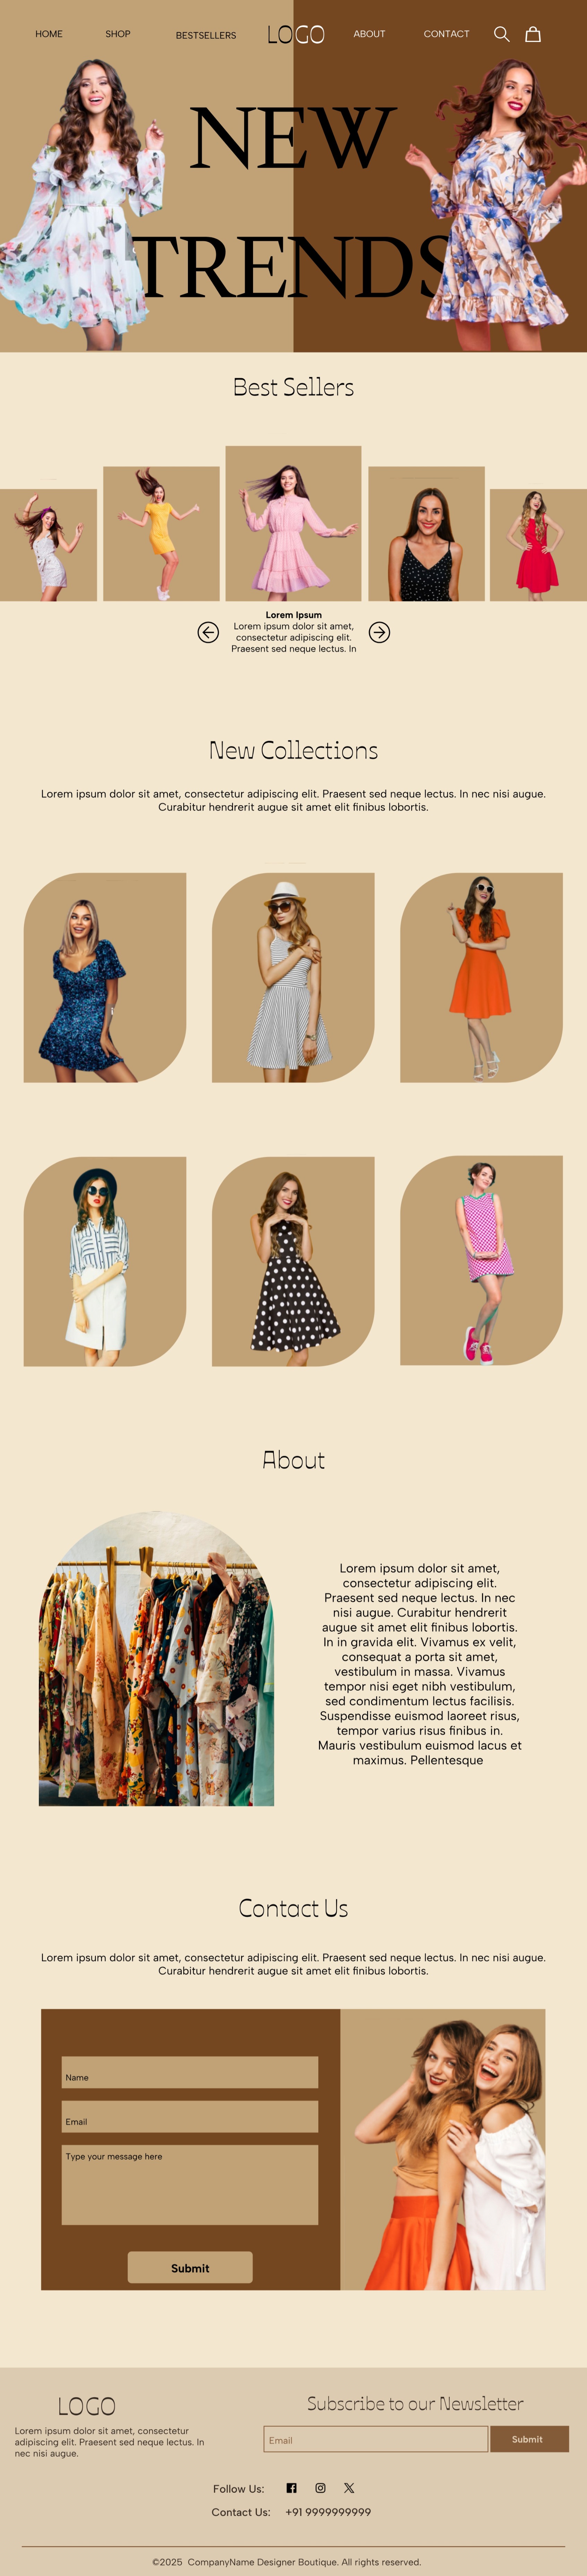 HOME SHOP BESTSELLERS LOGO ABOUT CONTACT
NEW
TRENDS
Best Sellers
Lorem Ipsum
Lorem ipsum dolor sit amet,
consectetur adipiscing elit.
Praesent sed neque lectus. In
New Collections
Lorem ipsum dolor sit amet, consectetur adipiscing elit. Praesent sed neque lectus. In nec nisi augue.
Curabitur hendrerit augue sit amet elit finibus lobortis.
About
Lorem ipsum dolor sit amet,
consectetur adipiscing elit.
Praesent sed neque lectus. In nec
nisi augue. Curabitur hendrerit
augue sit amet elit finibus lobortis.
In in gravida elit. Vivamus ex velit,
consequat a porta sit amet,
vestibulum in massa. Vivamus
tempor nisi eget nibh vestibulum,
sed condimentum lectus facilisis.
Suspendisse euismod laoreet risus,
tempor varius risus finibus in.
Mauris vestibulum euismod lacus et
maximus. Pellentesque
Contact Us
Lorem ipsum dolor sit amet, consectetur adipiscing elit. Praesent sed neque lectus. In nec nisi augue.
Curabitur hendrerit augue sit amet elit finibus lobortis.
Name
Email
Type your message here
Submit
LOGO
Lorem ipsum dolor sit amet, consectetur
adipiscing elit. Praesent sed neque lectus. In
nec nisi augue.
Subscribe to our Newsletter
Email
Submit
Follow Us:
Contact Us: +91 9999999999
©2025 CompanyName Designer Boutique. All rights reserved.